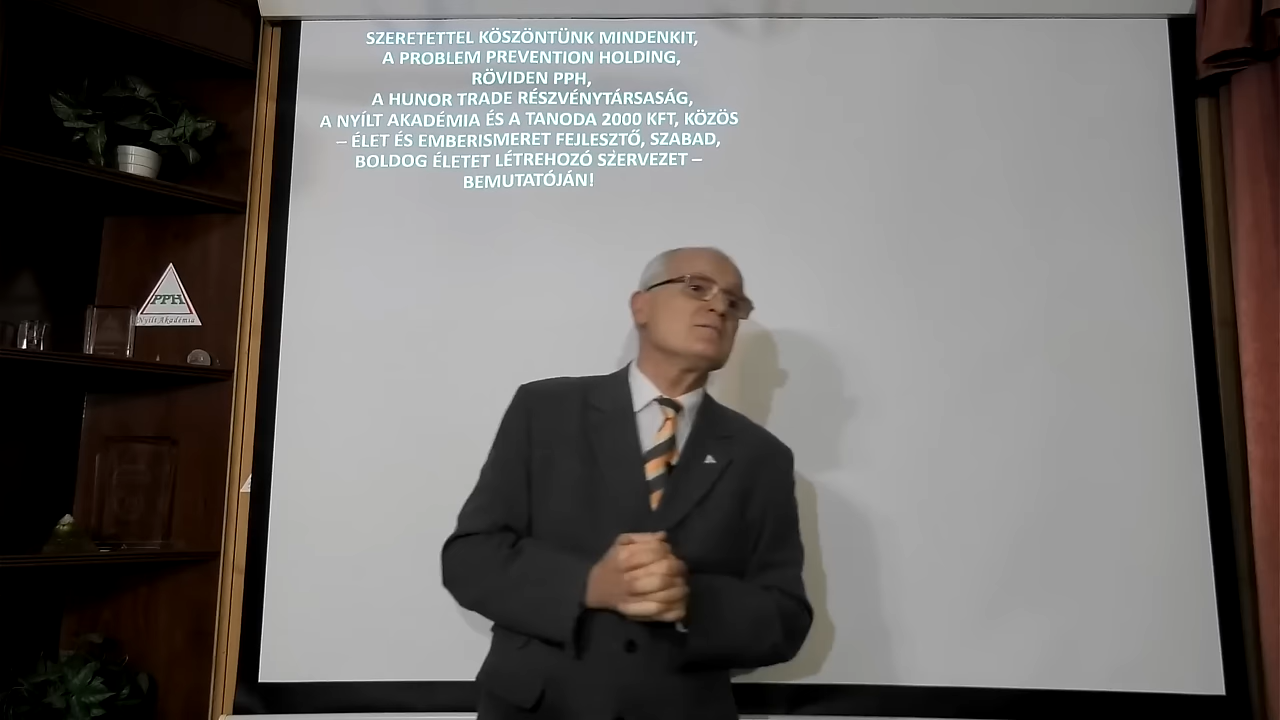 SZERETETTEL KÖSZÖNTÜNK MINDENKIT,
A PROBLEM PREVENTION HOLDING,
RÖVIDEN PPH,
A HUNOR TRADE RÉSZVÉNYTÁRSASÁG,
A NYÍLT AKADÉMIA ÉS A TANODA 2000 KFT, KÖZÖS
– ÉLET ÉS EMBERISMERET FEJLESZTŐ, SZABAD,
BOLDOG ÉLETET LÉTREHOZÓ SZERVEZET –
BEMUTATÓJÁN!
PPH
Nyílt Akadémia